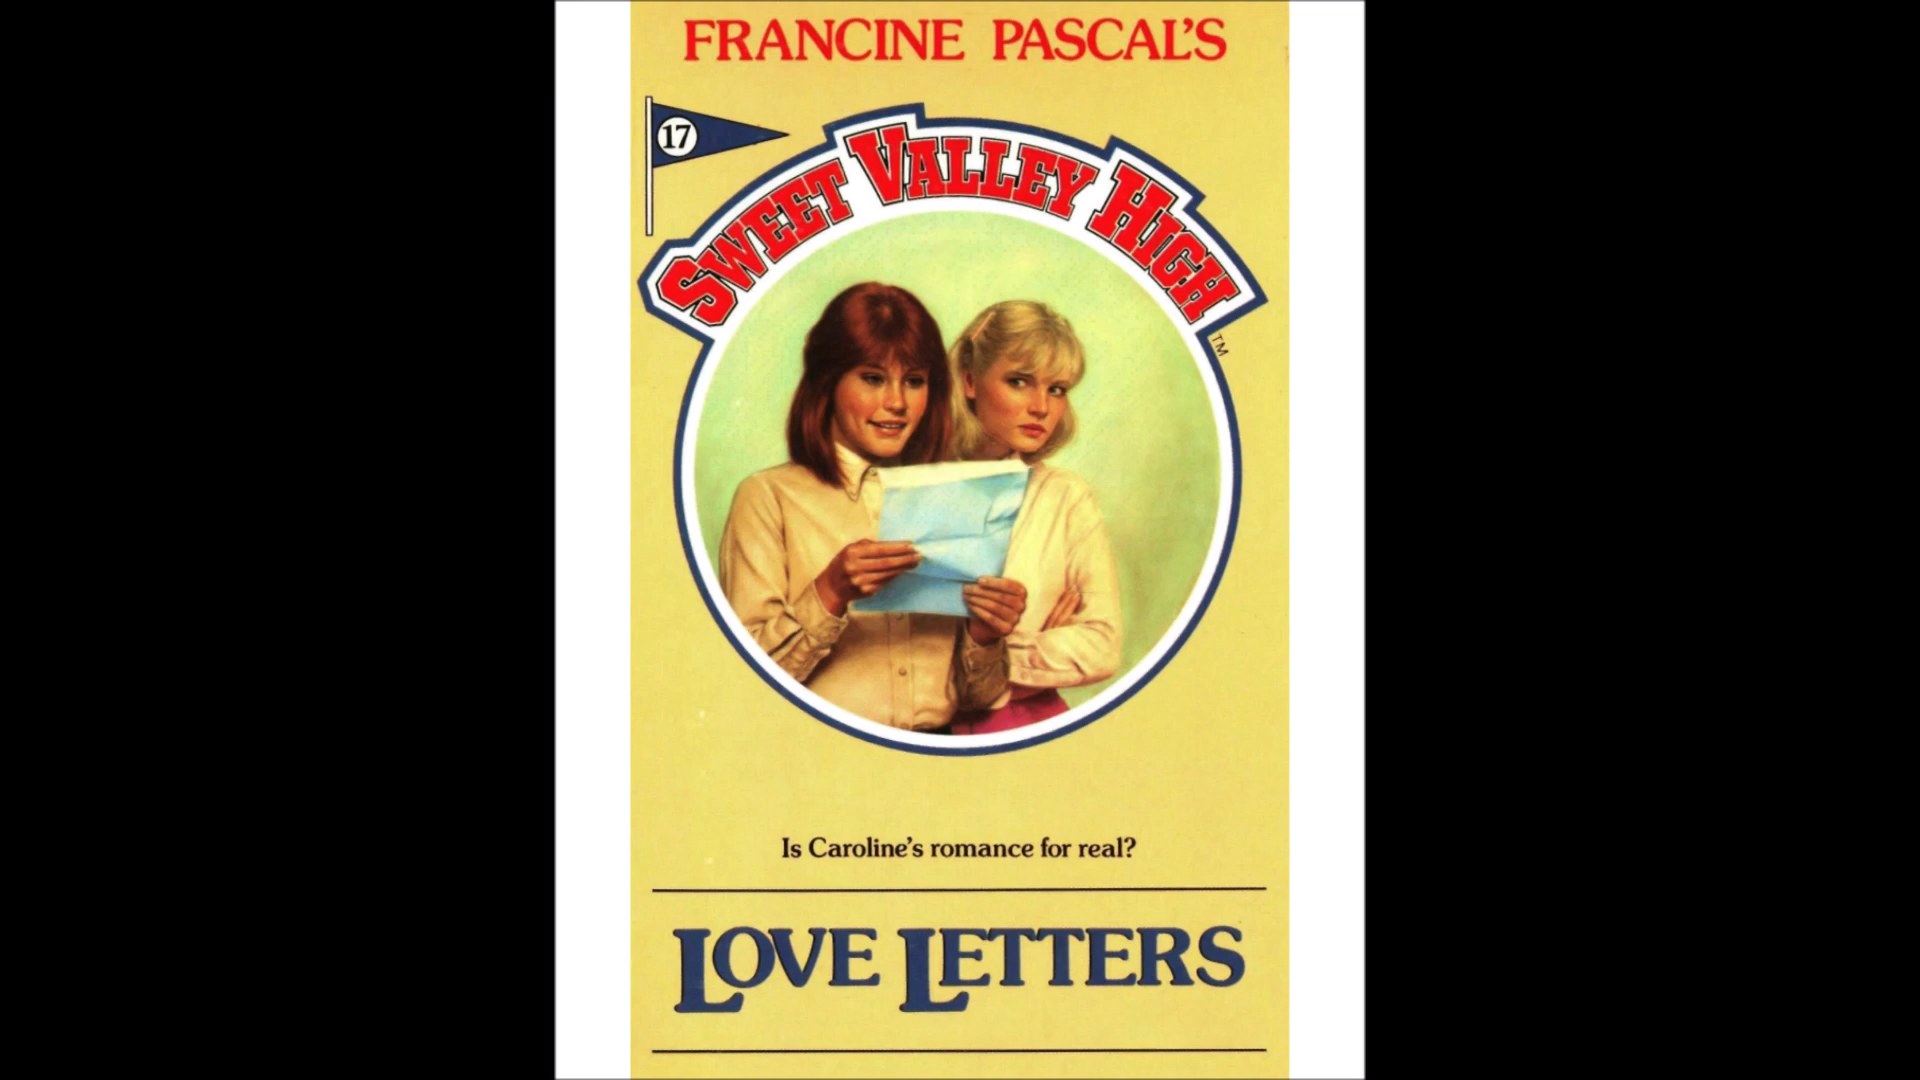 FRANCINE PASCAL'S
17
SWEET VALLEY HIGH
TM
Is Caroline's romance for real?
LOVE LETTERS